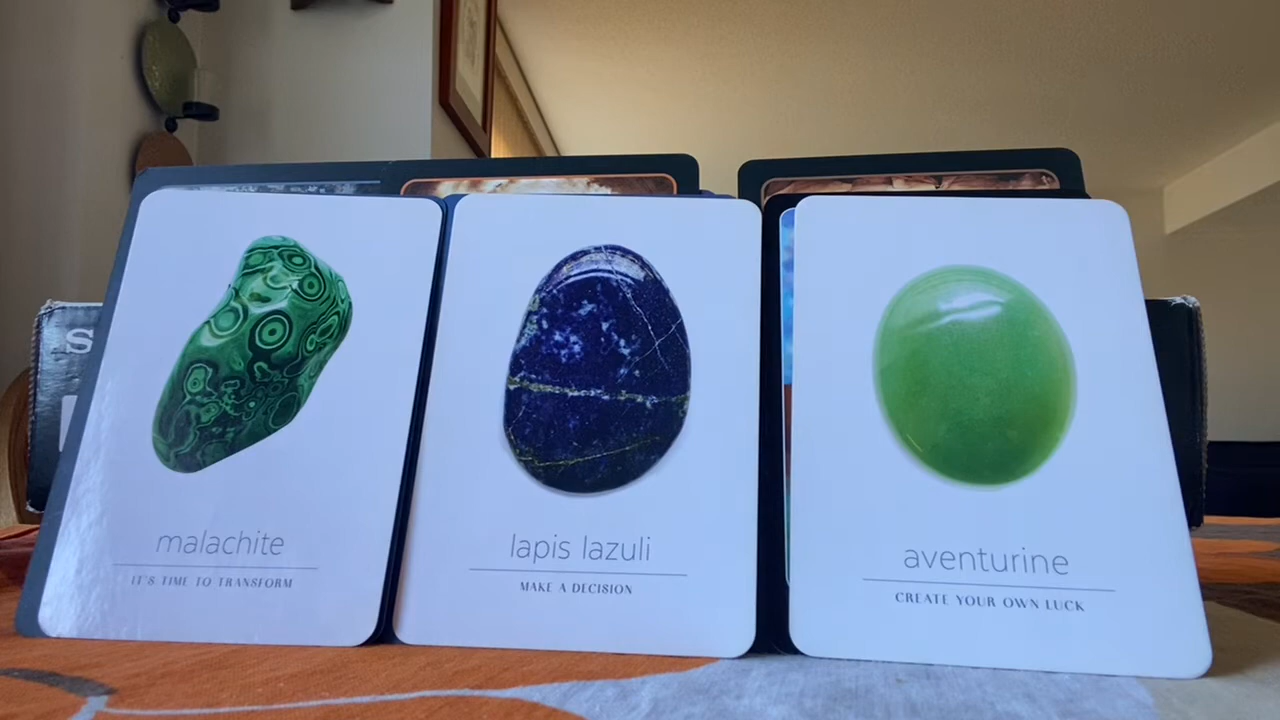 malachite
IT'S TIME TO TRANSFORM
lapis lazuli
MAKE A DECISION
aventurine
CREATE YOUR OWN LUCK
S